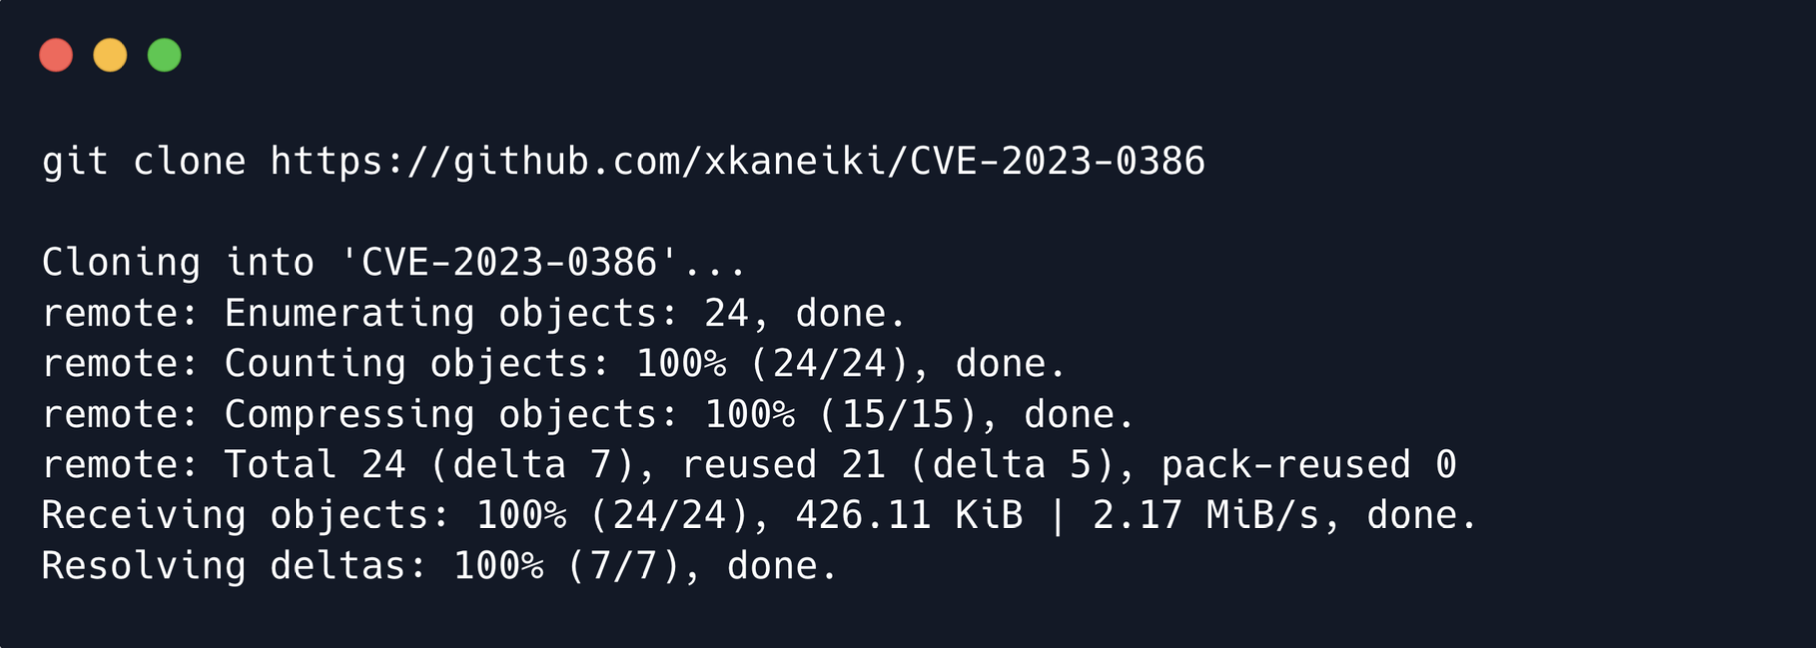 git clone https://github.com/xkaneiki/CVE-2023-0386
Cloning into 'CVE-2023-0386'...
remote: Enumerating objects: 24, done.
remote: Counting objects: 100% (24/24), done.
remote: Compressing objects: 100% (15/15), done.
remote: Total 24 (delta 7), reused 21 (delta 5), pack-reused 0
Receiving objects: 100% (24/24), 426.11 KiB | 2.17 MiB/s, done.
Resolving deltas: 100% (7/7), done.